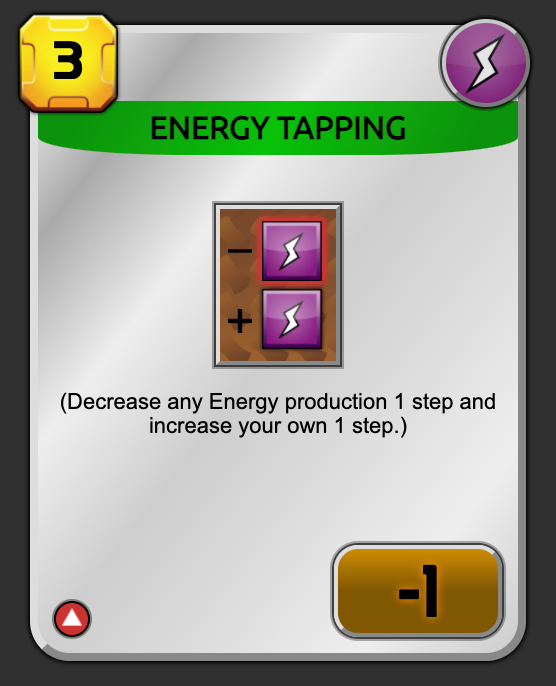 3
ENERGY TAPPING
-
+
(Decrease any Energy production 1 step and
increase your own 1 step.)
-1